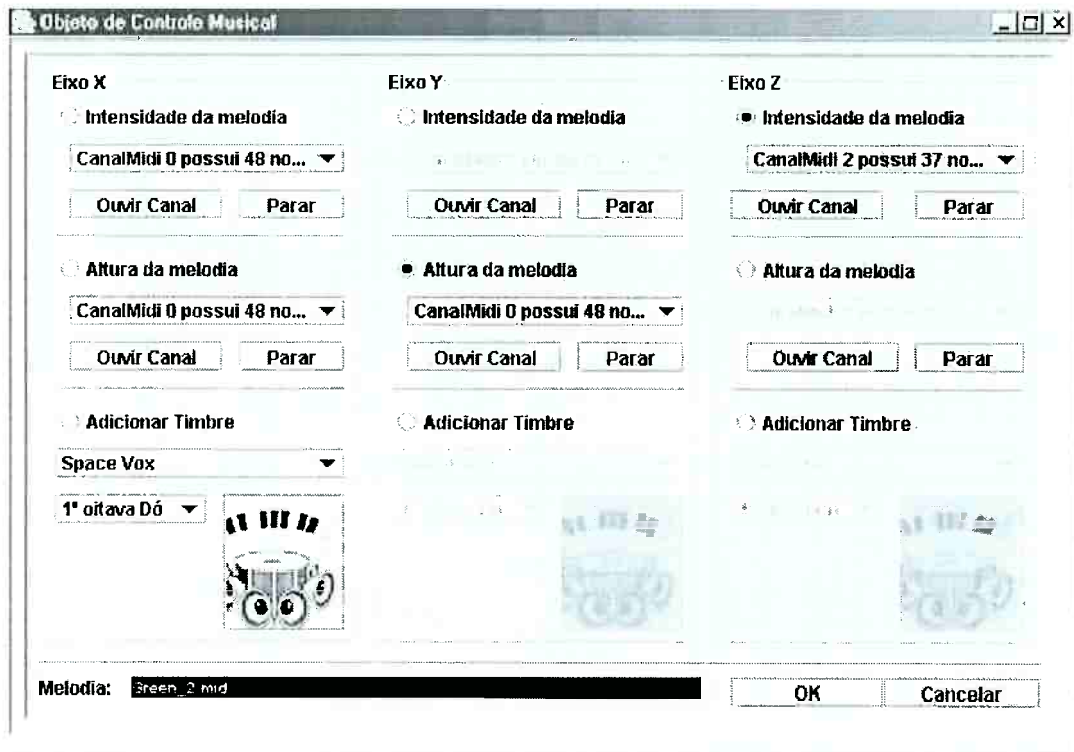 Objeto de Controle Musical
Eixo X
Intensidade da melodia
CanalMidi 0 possui 48 no...
Ouvir Canal
Parar
Altura da melodia
CanalMidi 0 possui 48 no...
Ouvir Canal
Parar
Adicionar Timbre
Space Vox
1ª oitava Dó
Eixo Y
Intensidade da melodia
Ouvir Canal
Parar
Altura da melodia
CanalMidi 0 possui 48 no...
Ouvir Canal
Parar
Adicionar Timbre
Eixo Z
Intensidade da melodia
CanalMidi 2 possui 37 no...
Ouvir Canal
Parar
Altura da melodia
Ouvir Canal
Parar
Adicionar Timbre
Melodia:
Green_2 mid
OK
Cancelar